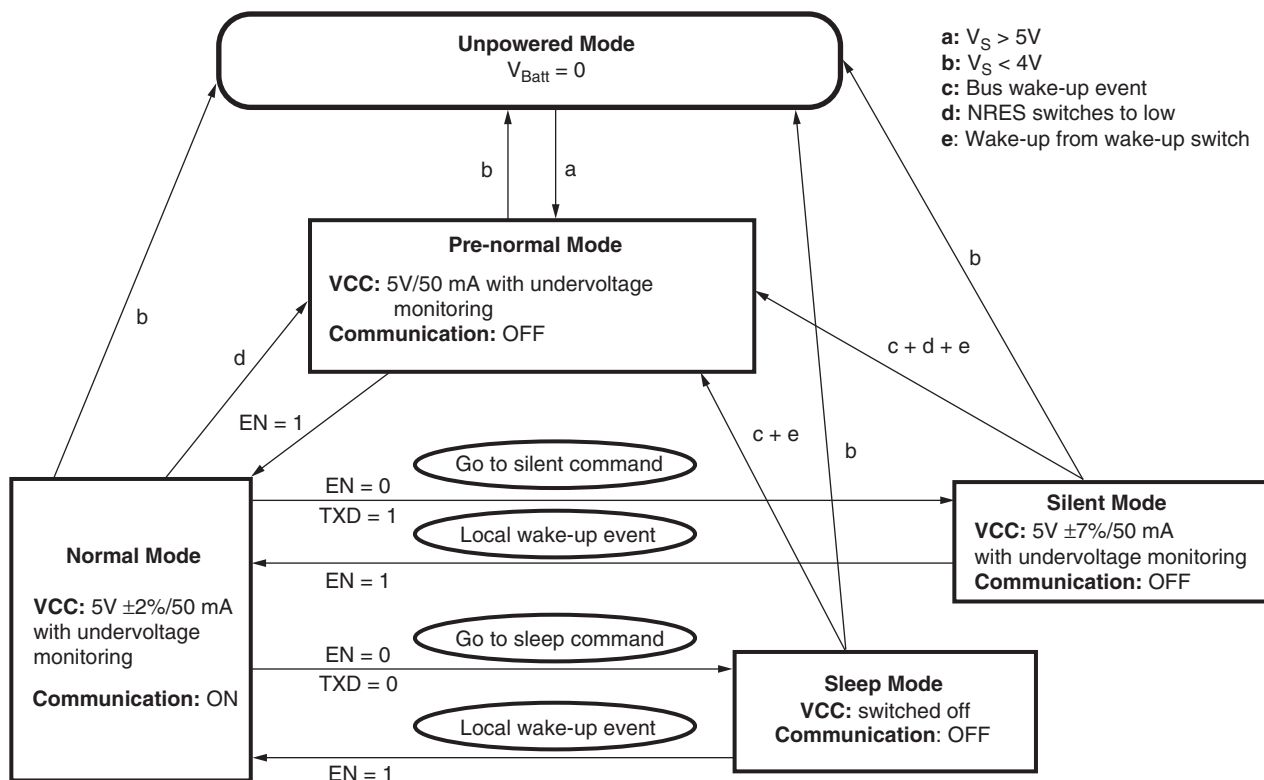 Unpowered Mode
V_Batt = 0
a: V_S > 5V
b: V_S < 4V
c: Bus wake-up event
d: NRES switches to low
e: Wake-up from wake-up switch
b
a
Pre-normal Mode
VCC: 5V/50 mA with undervoltage
monitoring
Communication: OFF
b
b
d
c + d + e
EN = 1
c + e
b
Go to silent command
EN = 0
TXD = 1
Local wake-up event
EN = 1
Silent Mode
VCC: 5V ±7%/50 mA
with undervoltage monitoring
Communication: OFF
Normal Mode
VCC: 5V ±2%/50 mA
with undervoltage
monitoring
Communication: ON
Go to sleep command
EN = 0
TXD = 0
Local wake-up event
EN = 1
Sleep Mode
VCC: switched off
Communication: OFF